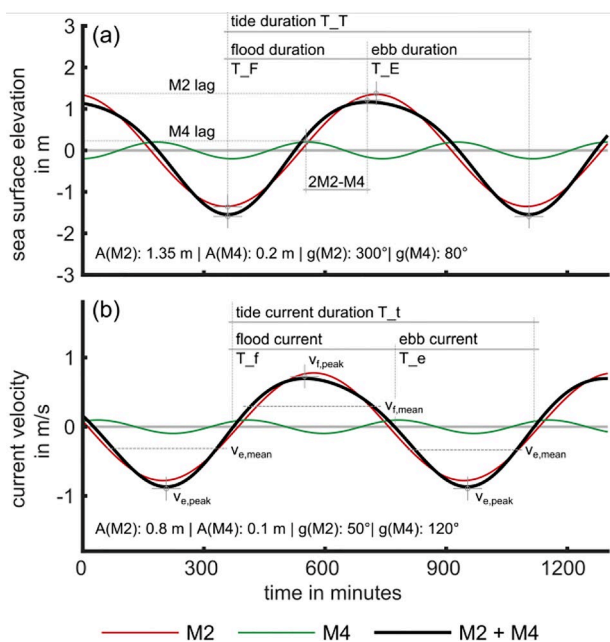 (a)
tide duration T_T
flood duration
ebb duration
T_F
T_E
M2 lag
M4 lag
2M2-M4
3
2
1
0
-1
-2
-3
sea surface elevation
in m
A(M2): 1.35 m | A(M4): 0.2 m | g(M2): 300°| g(M4): 80°
(b)
tide current duration T_t
flood current
ebb current
T_f
T_e
v_f,peak
v_f,mean
v_e,mean
v_e,mean
v_e,peak
v_e,peak
1
0
-1
current velocity
in m/s
A(M2): 0.8 m | A(M4): 0.1 m | g(M2): 50°| g(M4): 120°
0
300
600
900
1200
time in minutes
M2
M4
M2 + M4